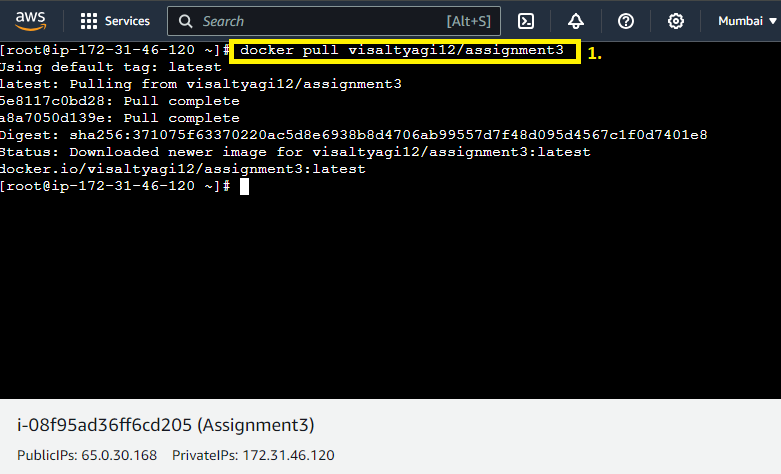 aws Services Search [Alt+S] Mumbai
[root@ip-172-31-46-120 ~]# docker pull visaltyagi12/assignment3 1.
Using default tag: latest
latest: Pulling from visaltyagi12/assignment3
5e8117c0bd28: Pull complete
a8a7050d139e: Pull complete
Digest: sha256:371075f63370220ac5d8e6938b8d4706ab99557d7f48d095d4567c1f0d7401e8
Status: Downloaded newer image for visaltyagi12/assignment3:latest
docker.io/visaltyagi12/assignment3:latest
[root@ip-172-31-46-120 ~]#
i-08f95ad36ff6cd205 (Assignment3)
PublicIPs: 65.0.30.168 PrivateIPs: 172.31.46.120